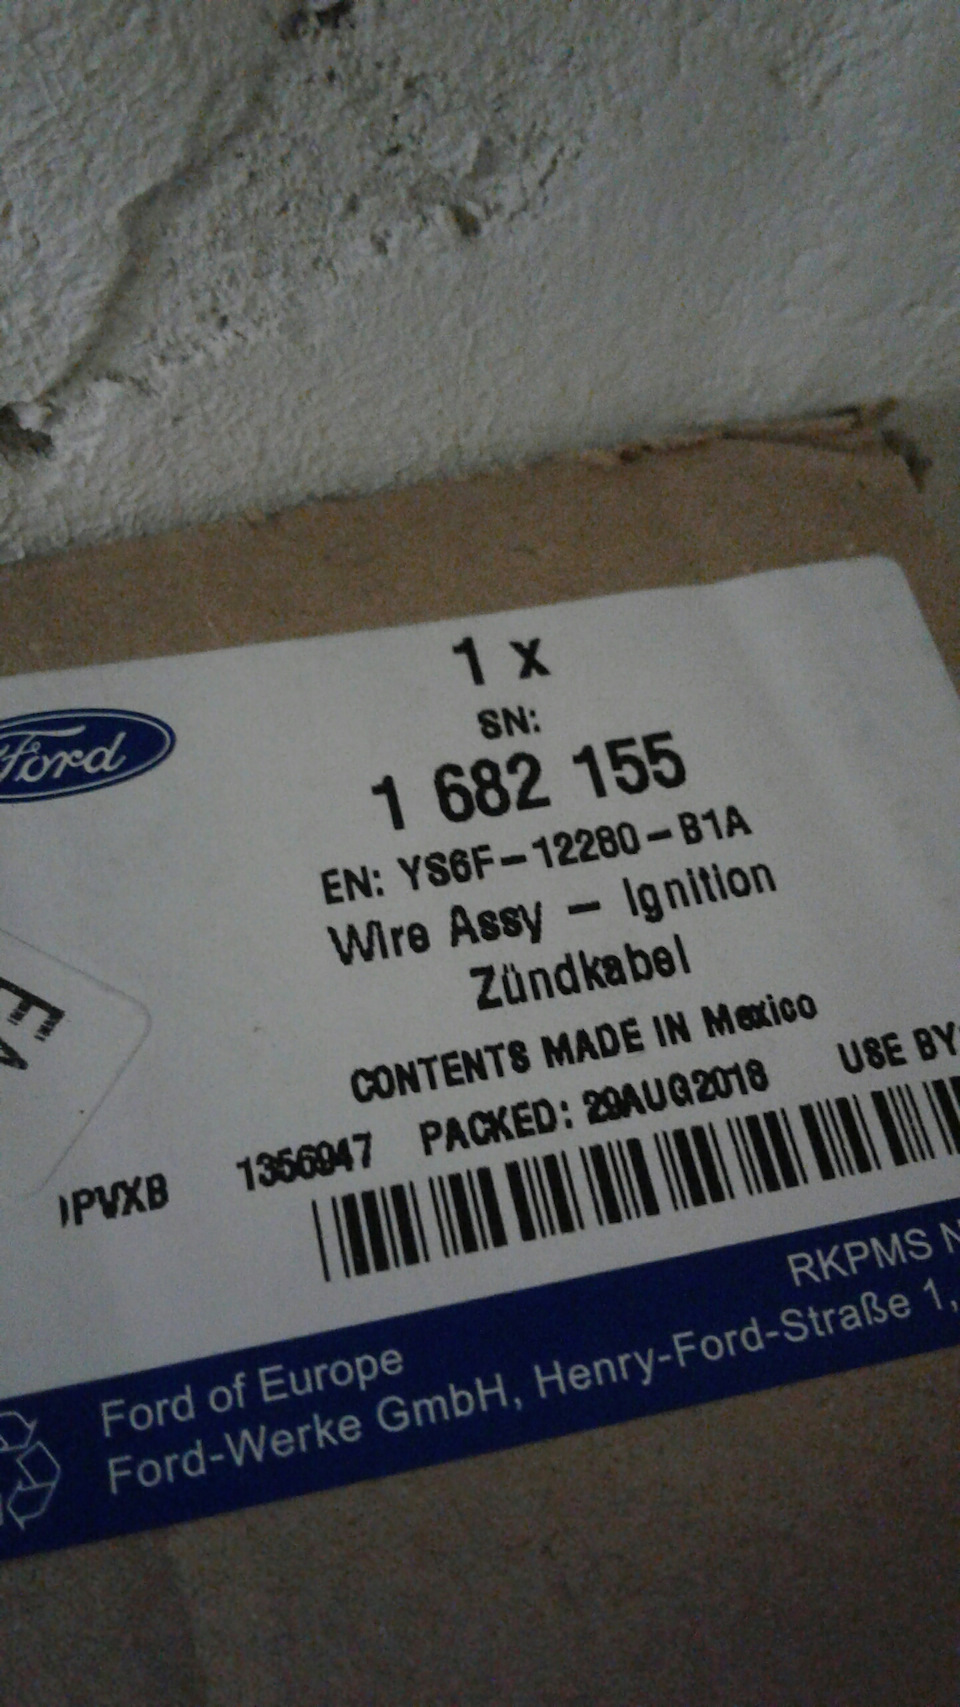 1 x
SN:
Ford
1 682 155
EN: YS6F-12280-B1A
Wire Assy - Ignition
Zündkabel
CONTENTS MADE IN Mexico
PACKED: 29AUG2018 USE BY:
PVXB 1356947
RKPMS
Ford of Europe
Ford-Werke GmbH, Henry-Ford-Straße 1,